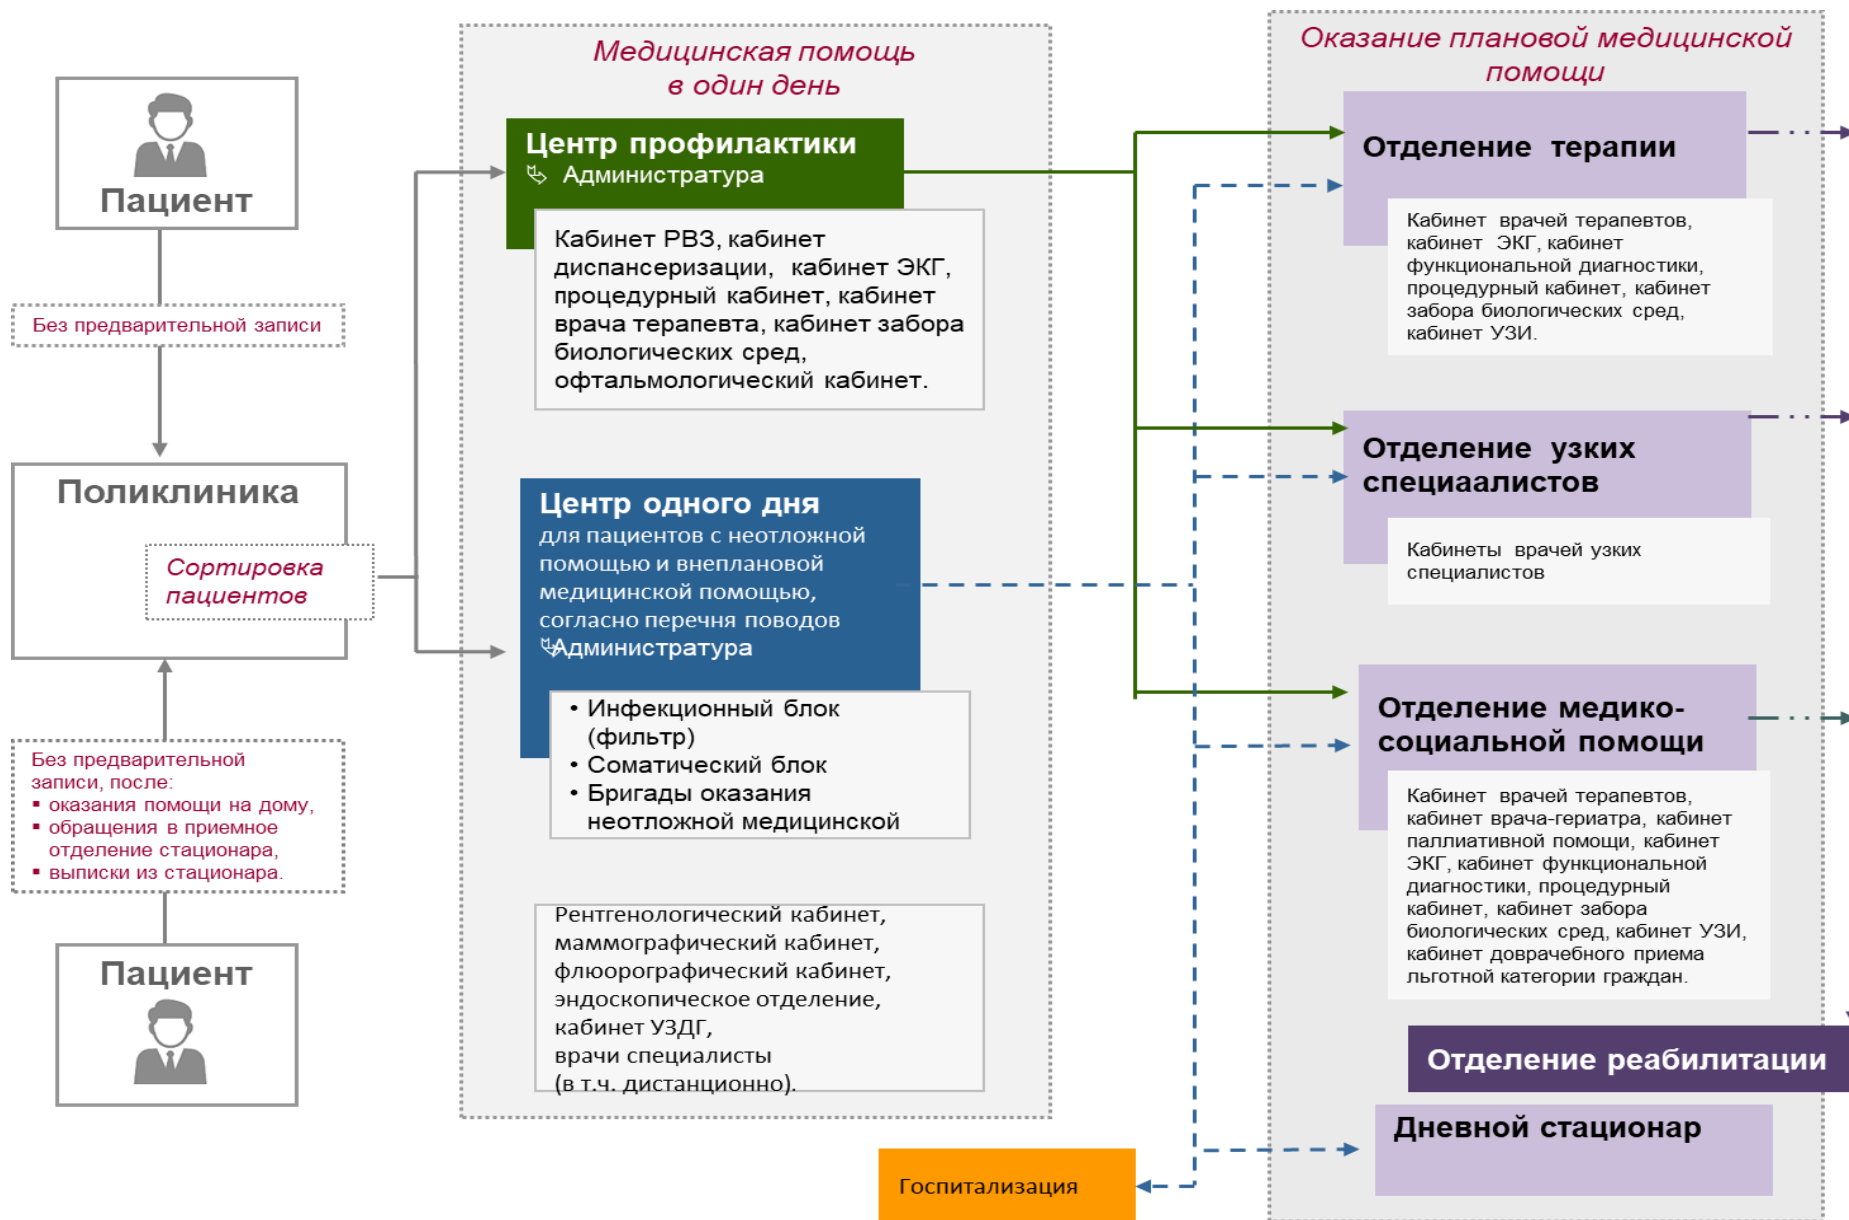 Пациент
Без предварительной записи
Поликлиника
Сортировка
пациентов
Без предварительной
записи, после:
▪ оказания помощи на дому,
▪ обращения в приемное
отделение стационара,
▪ выписки из стационара.
Пациент
Медицинская помощь
в один день
Центр профилактики
Администратура
Кабинет РВЗ, кабинет
диспансеризации, кабинет ЭКГ,
процедурный кабинет, кабинет
врача терапевта, кабинет забора
биологических сред,
офтальмологический кабинет.
Центр одного дня
для пациентов с неотложной
помощью и внеплановой
медицинской помощью,
согласно перечня поводов
Администратура
• Инфекционный блок
(фильтр)
• Соматический блок
• Бригады оказания
неотложной медицинской
Рентгенологический кабинет,
маммографический кабинет,
флюорографический кабинет,
эндоскопическое отделение,
кабинет УЗДГ,
врачи специалисты
(в т.ч. дистанционно).
Госпитализация
Оказание плановой медицинской
помощи
Отделение терапии
Кабинет врачей терапевтов,
кабинет ЭКГ, кабинет
функциональной диагностики,
процедурный кабинет, кабинет
забора биологических сред,
кабинет УЗИ.
Отделение узких
специаалистов
Кабинеты врачей узких
специалистов
Отделение медико-
социальной помощи
Кабинет врачей терапевтов,
кабинет врача-гериатра, кабинет
паллиативной помощи, кабинет
ЭКГ, кабинет функциональной
диагностики, процедурный
кабинет, кабинет забора
биологических сред, кабинет УЗИ,
кабинет доврачебного приема
льготной категории граждан.
Отделение реабилитации
Дневной стационар